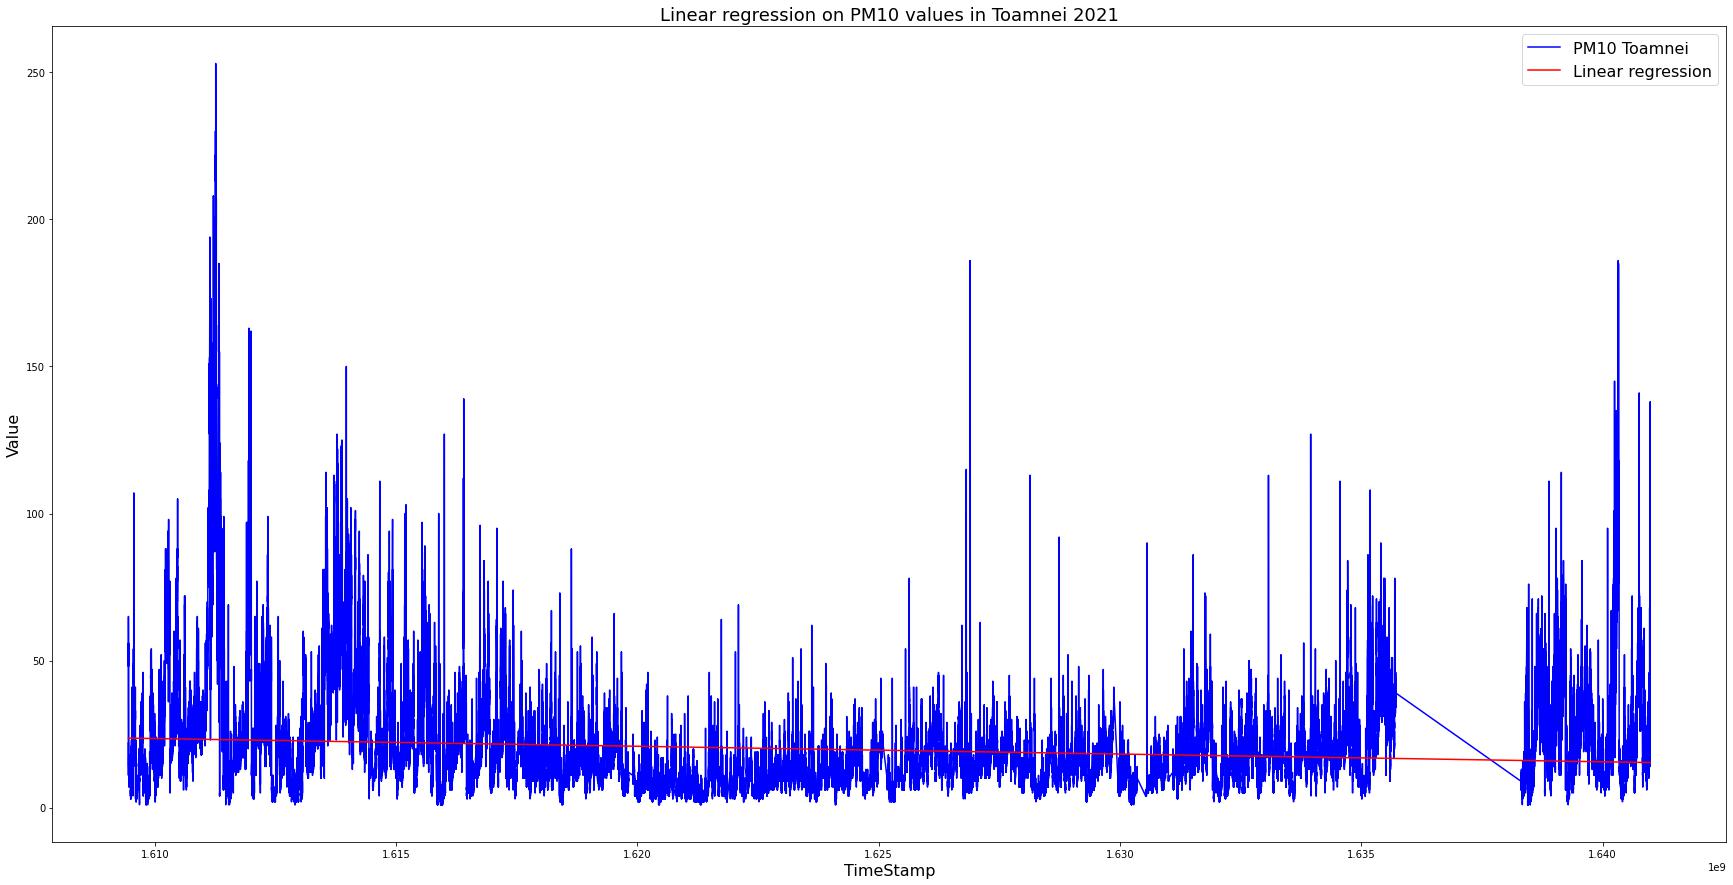 Linear regression on PM10 values in Toamnei 2021
PM10 Toamnei
Linear regression
250
200
150
100
50
0
Value
1.610
1.615
1.620
1.625
1.630
1.635
1.640
1e9
TimeStamp